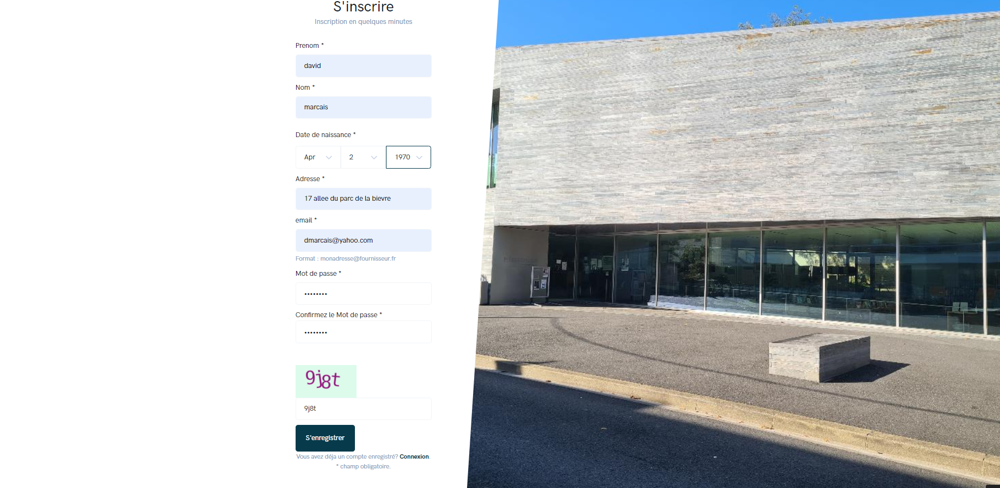 S'inscrire
Inscription en quelques minutes
Prenom *
david
Nom *
marcais
Date de naissance *
Apr 2 1970
Adresse *
17 allee du parc de la bievre
email *
dmarcais@yahoo.com
Format : monadresse@fournisseur.fr
Mot de passe *
••••••••
Confirmez le Mot de passe *
••••••••
9j8t
9j8t
S'enregistrer
Vous avez déja un compte enregistré? Connexion.
* champ obligatoire.